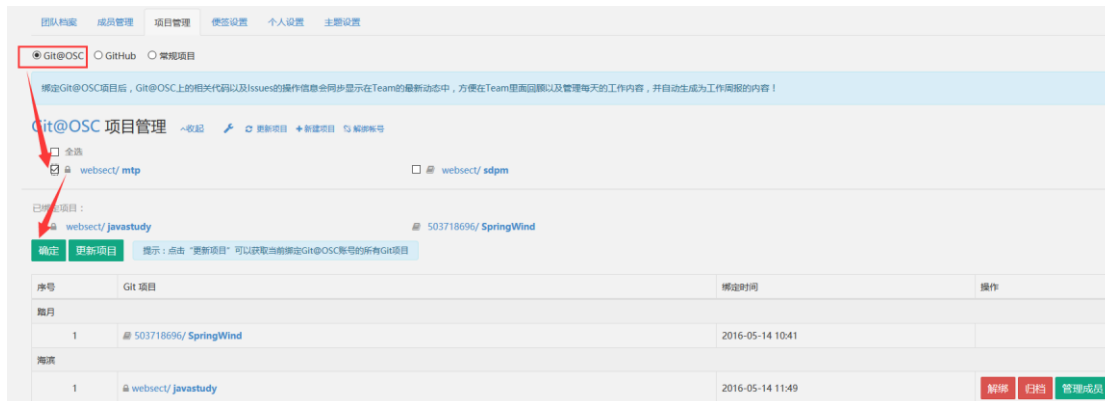 团队档案 成员管理 项目管理 便签设置 个人设置 主题设置
Git@OSC GitHub 常规项目
绑定Git@OSC项目后，Git@OSC上的相关代码以及Issues的操作信息会同步显示在Team的最新动态中，方便在Team里面回顾以及管理每天的工作内容，并自动生成为工作周报的内容！
Git@OSC 项目管理 收起 更新项目 +新建项目 解绑帐号
全选
websect/ mtp websect/ sdpm
已绑定项目：
websect/ javastudy 503718696/ SpringWind
确定 更新项目 提示：点击“更新项目”可以获取当前绑定Git@OSC账号的所有Git项目
序号 Git 项目 绑定时间 操作
踏月
1 503718696/ SpringWind 2016-05-14 10:41
海滨
1 websect/ javastudy 2016-05-14 11:49 解绑 归档 管理成员